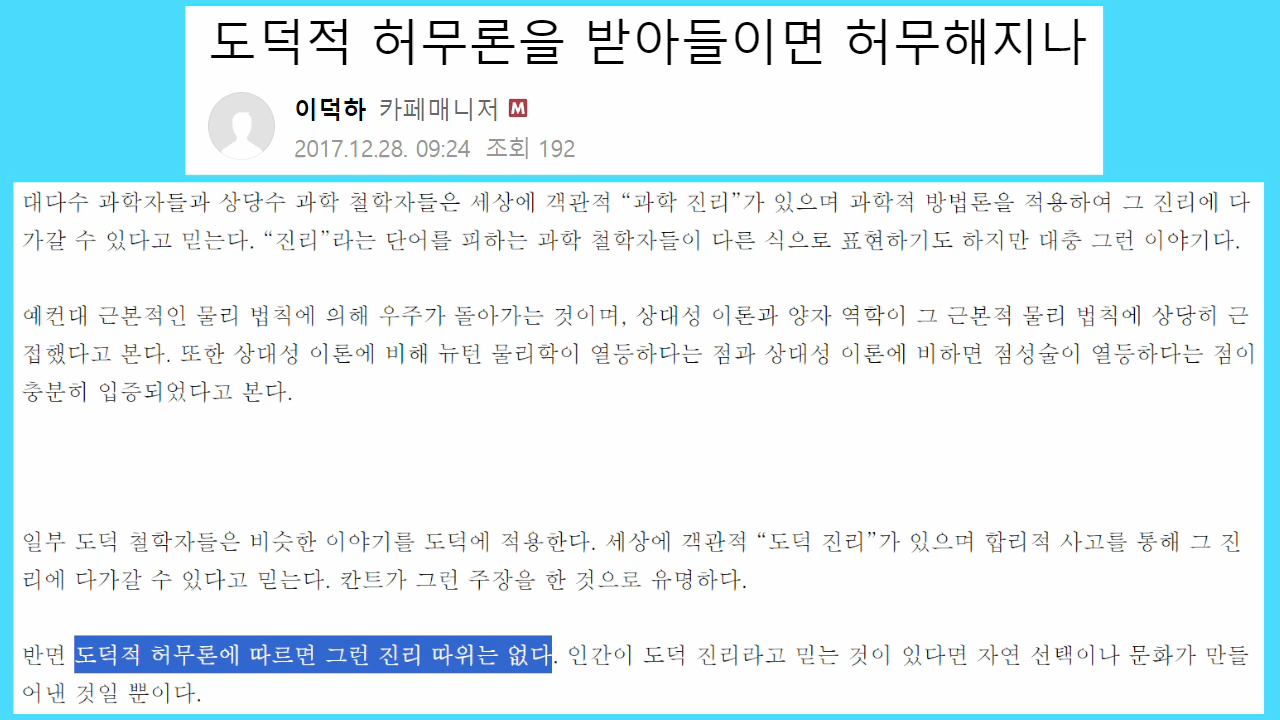 도덕적 허무론을 받아들이면 허무해지나
이덕하 카페매니저 M
2017.12.28. 09:24 조회 192
대다수 과학자들과 상당수 과학 철학자들은 세상에 객관적 “과학 진리”가 있으며 과학적 방법론을 적용하여 그 진리에 다
가갈 수 있다고 믿는다. “진리”라는 단어를 피하는 과학 철학자들이 다른 식으로 표현하기도 하지만 대충 그런 이야기다.
예컨대 근본적인 물리 법칙에 의해 우주가 돌아가는 것이며, 상대성 이론과 양자 역학이 그 근본적 물리 법칙에 상당히 근
접했다고 본다. 또한 상대성 이론에 비해 뉴턴 물리학이 열등하다는 점과 상대성 이론에 비하면 점성술이 열등하다는 점이
충분히 입증되었다고 본다.
일부 도덕 철학자들은 비슷한 이야기를 도덕에 적용한다. 세상에 객관적 “도덕 진리”가 있으며 합리적 사고를 통해 그 진
리에 다가갈 수 있다고 믿는다. 칸트가 그런 주장을 한 것으로 유명하다.
반면 도덕적 허무론에 따르면 그런 진리 따위는 없다. 인간이 도덕 진리라고 믿는 것이 있다면 자연 선택이나 문화가 만들
어낸 것일 뿐이다.